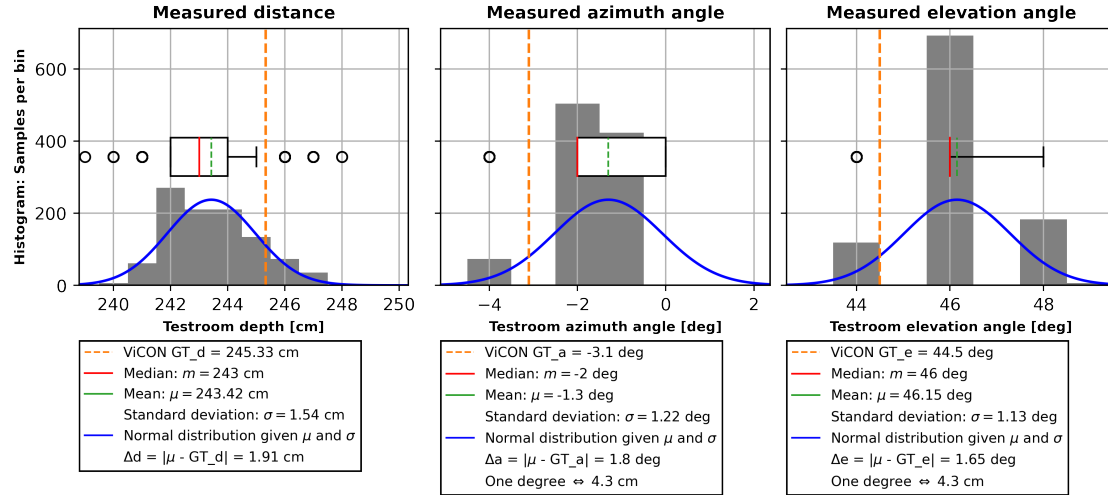 Measured distance
Measured azimuth angle
Measured elevation angle
Histogram: Samples per bin
600
400
200
0
240 242 244 246 248 250
−4 −2 0 2
44 46 48
Testroom depth [cm]
Testroom azimuth angle [deg]
Testroom elevation angle [deg]
ViCON GT_d = 245.33 cm
Median: m = 243 cm
Mean: μ = 243.42 cm
Standard deviation: σ = 1.54 cm
Normal distribution given μ and σ
Δd = |μ - GT_d| = 1.91 cm
ViCON GT_a = -3.1 deg
Median: m = -2 deg
Mean: μ = -1.3 deg
Standard deviation: σ = 1.22 deg
Normal distribution given μ and σ
Δa = |μ - GT_a| = 1.8 deg
One degree ⇔ 4.3 cm
ViCON GT_e = 44.5 deg
Median: m = 46 deg
Mean: μ = 46.15 deg
Standard deviation: σ = 1.13 deg
Normal distribution given μ and σ
Δe = |μ - GT_e| = 1.65 deg
One degree ⇔ 4.3 cm